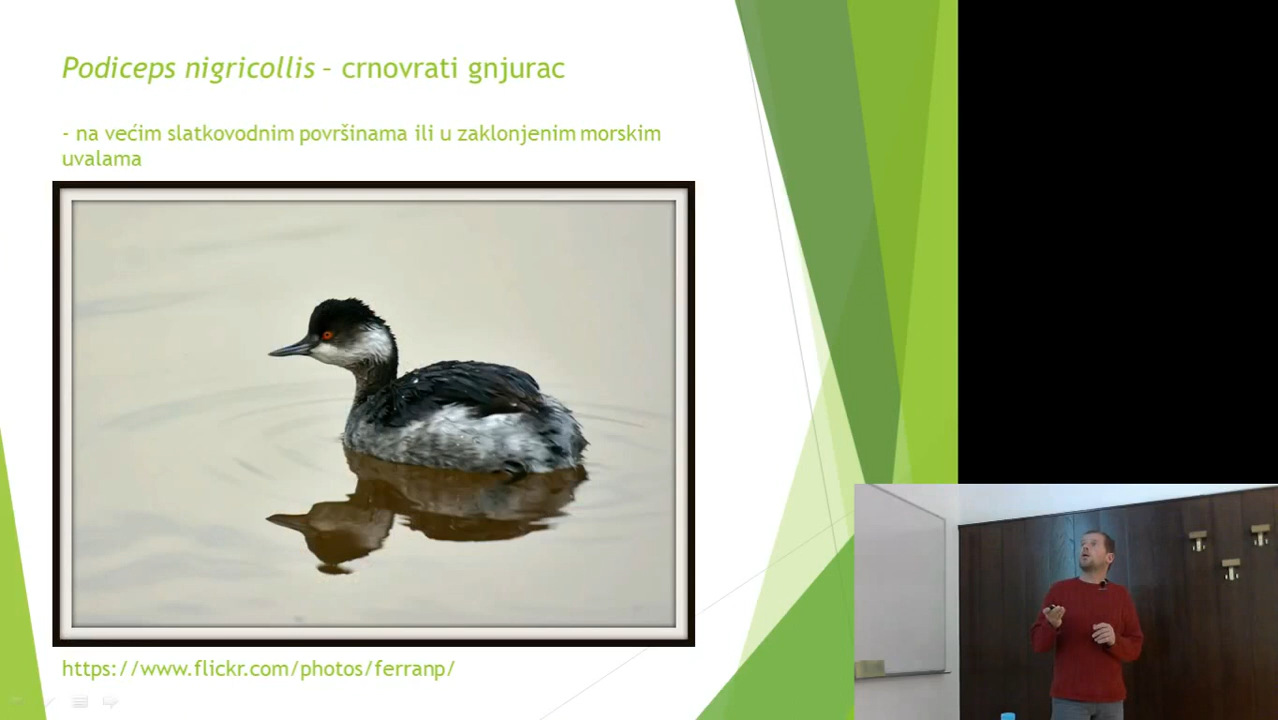 Podiceps nigricollis – crnovrati gnjurac
- na većim slatkovodnim površinama ili u zaklonjenim morskim
uvalama
https://www.flickr.com/photos/ferranp/